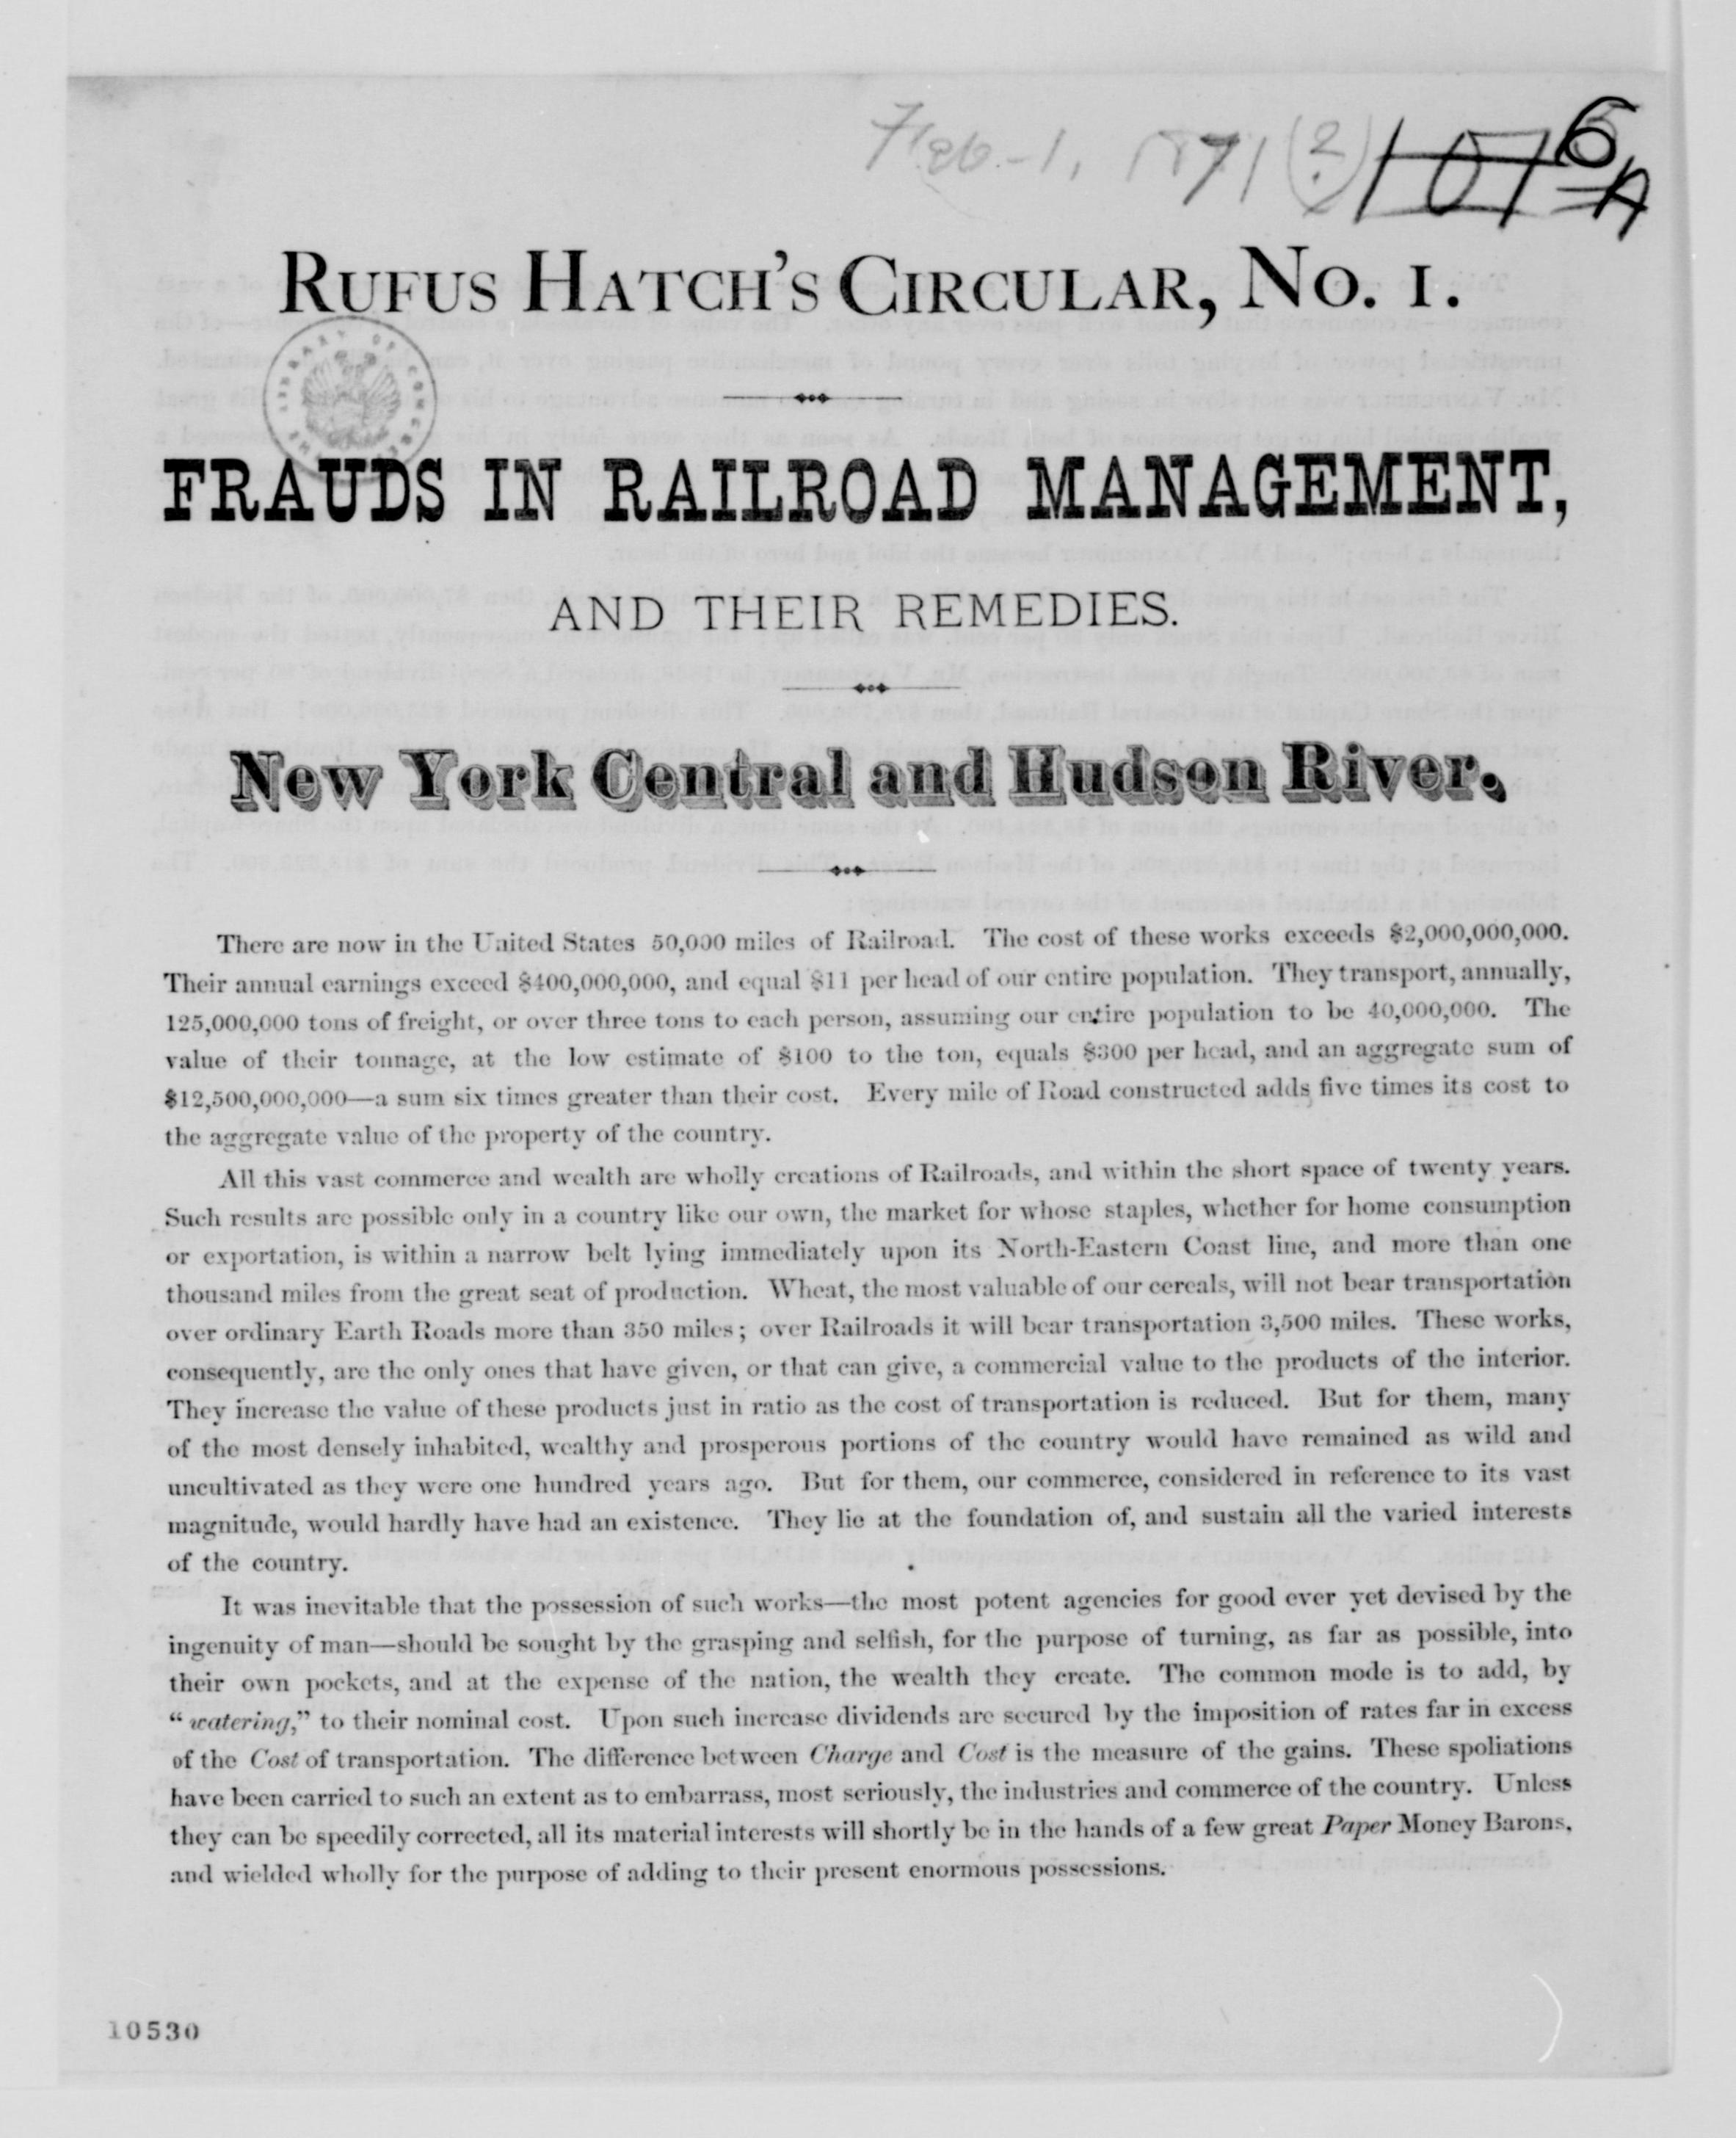 Feb. 1, 1871(?)
6
A
RUFUS HATCH'S CIRCULAR, No. 1.
LIBRARY OF CONGRESS
FRAUDS IN RAILROAD MANAGEMENT,
AND THEIR REMEDIES.
New York Central and Hudson River.
There are now in the United States 50,000 miles of Railroad. The cost of these works exceeds $2,000,000,000.
Their annual earnings exceed $400,000,000, and equal $11 per head of our entire population. They transport, annually,
125,000,000 tons of freight, or over three tons to each person, assuming our entire population to be 40,000,000. The
value of their tonnage, at the low estimate of $100 to the ton, equals $300 per head, and an aggregate sum of
$12,500,000,000—a sum six times greater than their cost. Every mile of Road constructed adds five times its cost to
the aggregate value of the property of the country.
All this vast commerce and wealth are wholly creations of Railroads, and within the short space of twenty years.
Such results are possible only in a country like our own, the market for whose staples, whether for home consumption
or exportation, is within a narrow belt lying immediately upon its North-Eastern Coast line, and more than one
thousand miles from the great seat of production. Wheat, the most valuable of our cereals, will not bear transportation
over ordinary Earth Roads more than 350 miles; over Railroads it will bear transportation 3,500 miles. These works,
consequently, are the only ones that have given, or that can give, a commercial value to the products of the interior.
They increase the value of these products just in ratio as the cost of transportation is reduced. But for them, many
of the most densely inhabited, wealthy and prosperous portions of the country would have remained as wild and
uncultivated as they were one hundred years ago. But for them, our commerce, considered in reference to its vast
magnitude, would hardly have had an existence. They lie at the foundation of, and sustain all the varied interests
of the country.
It was inevitable that the possession of such works—the most potent agencies for good ever yet devised by the
ingenuity of man—should be sought by the grasping and selfish, for the purpose of turning, as far as possible, into
their own pockets, and at the expense of the nation, the wealth they create. The common mode is to add, by
"watering," to their nominal cost. Upon such increase dividends are secured by the imposition of rates far in excess
of the Cost of transportation. The difference between Charge and Cost is the measure of the gains. These spoliations
have been carried to such an extent as to embarrass, most seriously, the industries and commerce of the country. Unless
they can be speedily corrected, all its material interests will shortly be in the hands of a few great Paper Money Barons,
and wielded wholly for the purpose of adding to their present enormous possessions.
10530